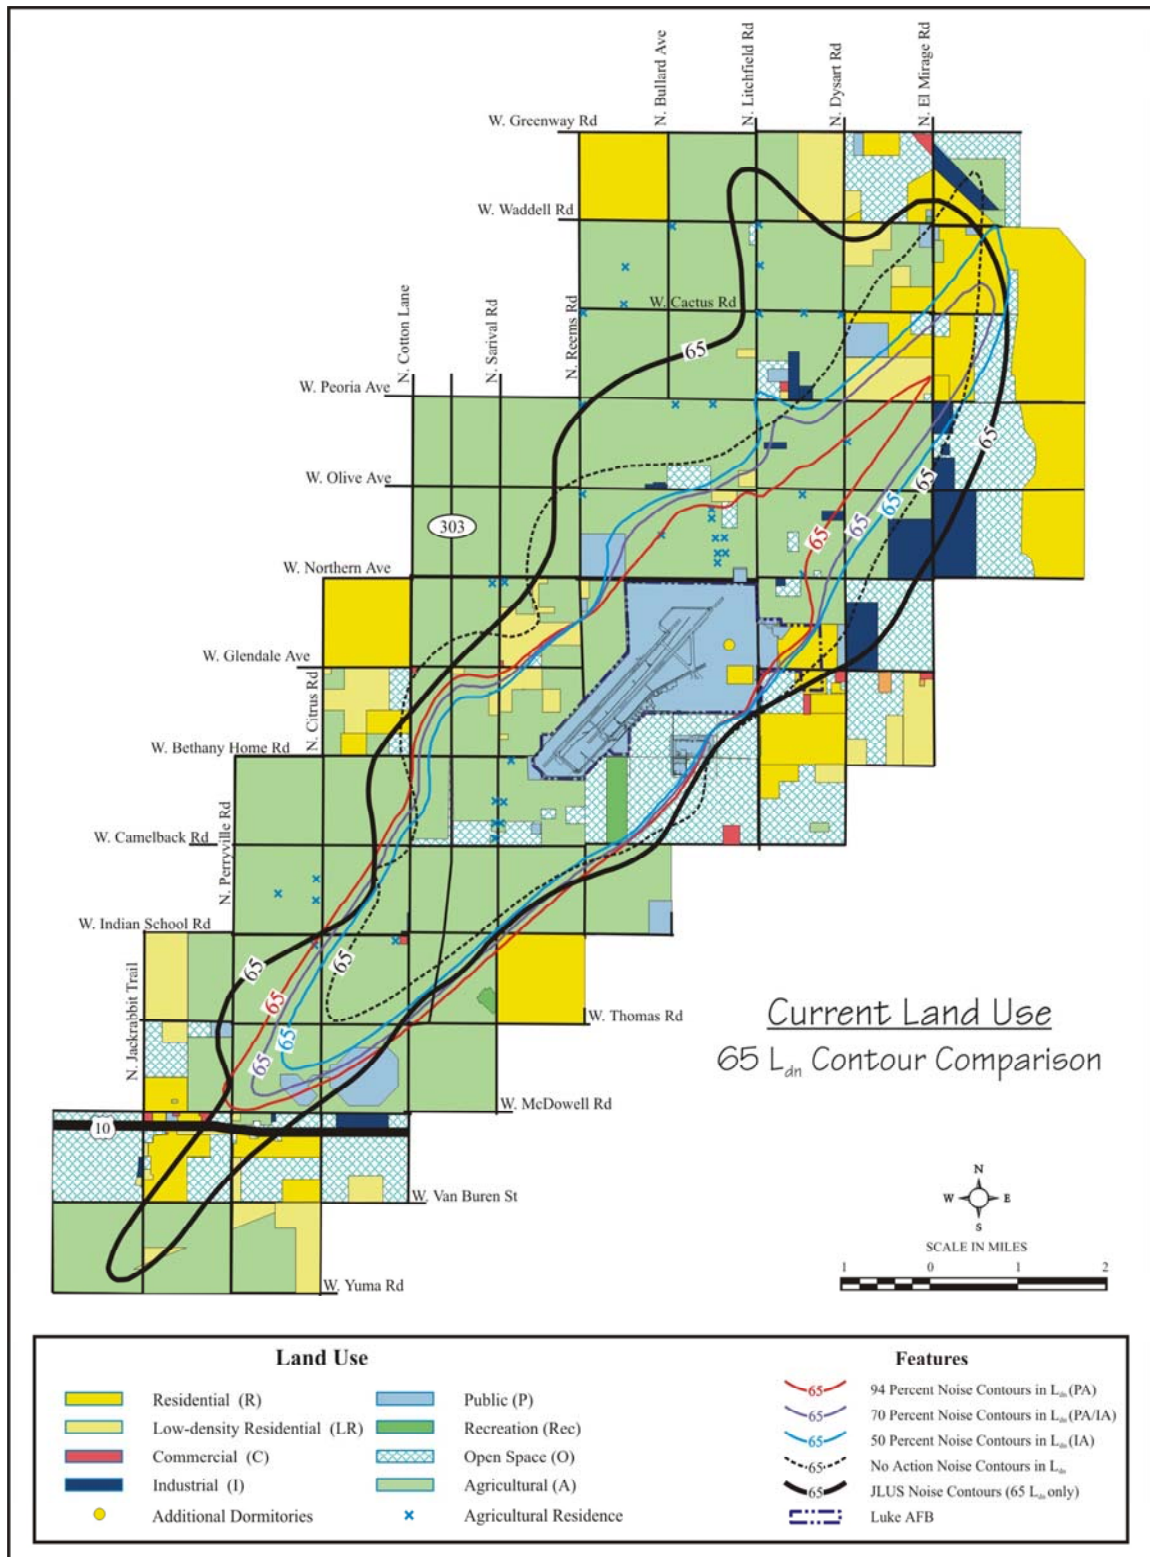 N. Bullard Ave
N. Litchfield Rd
N. Dysart Rd
N. El Mirage Rd
W. Greenway Rd
W. Waddell Rd
N. Cotton Lane
N. Sarival Rd
N. Reems Rd
W. Cactus Rd
65
W. Peoria Ave
65
65
W. Olive Ave
65
65
65
303
W. Northern Ave
W. Glendale Ave
N. Citrus Rd
W. Bethany Home Rd
N. Perryville Rd
W. Camelback Rd
W. Indian School Rd
65
65
65
N. Jackrabbit Trail
W. Thomas Rd
65
65
Current Land Use
65 Ldn Contour Comparison
W. McDowell Rd
10
N
W
E
S
W. Van Buren St
SCALE IN MILES
1 0 1 2
W. Yuma Rd
Land Use
Residential (R)
Low-density Residential (LR)
Commercial (C)
Industrial (I)
Additional Dormitories
Public (P)
Recreation (Rec)
Open Space (O)
Agricultural (A)
Agricultural Residence
Features
65 94 Percent Noise Contours in Ldn (PA)
65 70 Percent Noise Contours in Ldn (PA/IA)
65 50 Percent Noise Contours in Ldn (IA)
65 No Action Noise Contours in Ldn
65 JLUS Noise Contours (65 Ldn only)
Luke AFB